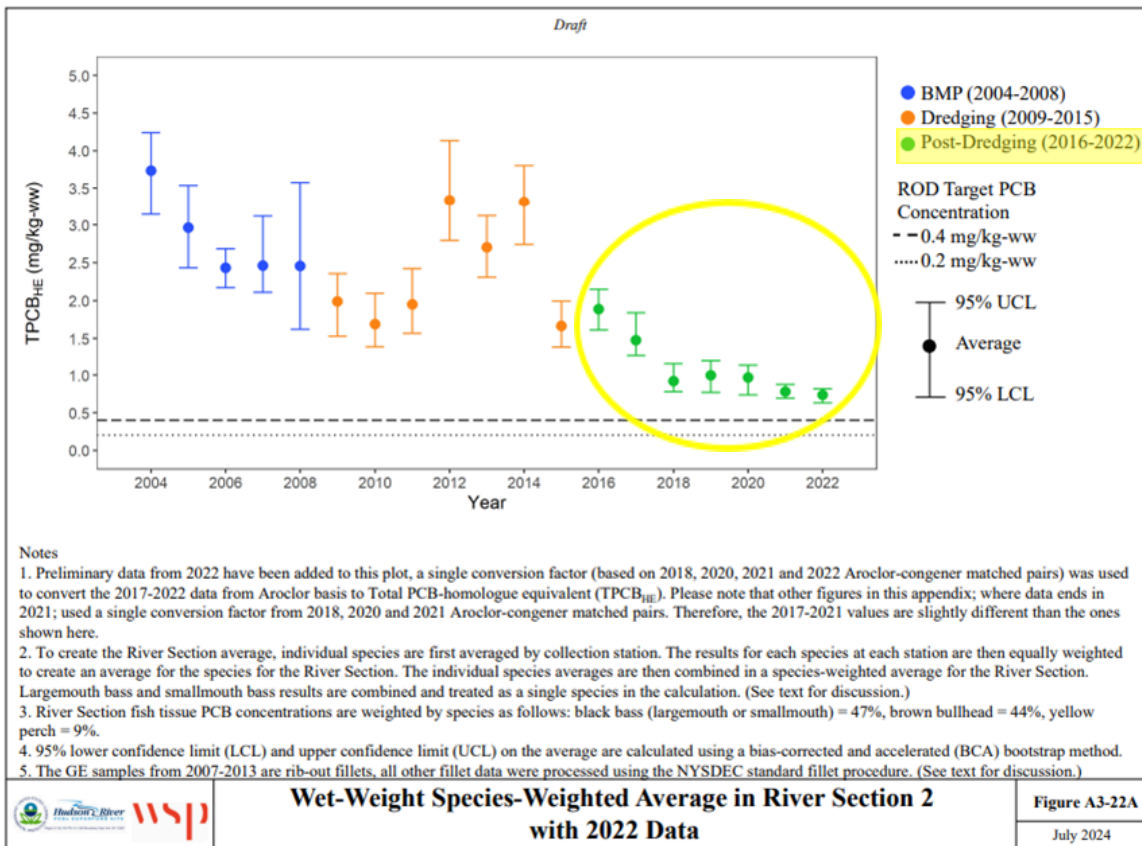 Draft
5.0
4.5
4.0
3.5
3.0
2.5
2.0
1.5
1.0
0.5
0.0
TPCBHE (mg/kg-ww)
2004 2006 2008 2010 2012 2014 2016 2018 2020 2022
Year
BMP (2004-2008)
Dredging (2009-2015)
Post-Dredging (2016-2022)
ROD Target PCB
Concentration
0.4 mg/kg-ww
0.2 mg/kg-ww
95% UCL
Average
95% LCL
Notes
1. Preliminary data from 2022 have been added to this plot, a single conversion factor (based on 2018, 2020, 2021 and 2022 Aroclor-congener matched pairs) was used
to convert the 2017-2022 data from Aroclor basis to Total PCB-homologue equivalent (TPCBHE). Please note that other figures in this appendix; where data ends in
2021; used a single conversion factor from 2018, 2020 and 2021 Aroclor-congener matched pairs. Therefore, the 2017-2021 values are slightly different than the ones
shown here.
2. To create the River Section average, individual species are first averaged by collection station. The results for each species at each station are then equally weighted
to create an average for the species for the River Section. The individual species averages are then combined in a species-weighted average for the River Section.
Largemouth bass and smallmouth bass results are combined and treated as a single species in the calculation. (See text for discussion.)
3. River Section fish tissue PCB concentrations are weighted by species as follows: black bass (largemouth or smallmouth) = 47%, brown bullhead = 44%, yellow
perch = 9%.
4. 95% lower confidence limit (LCL) and upper confidence limit (UCL) on the average are calculated using a bias-corrected and accelerated (BCA) bootstrap method.
5. The GE samples from 2007-2013 are rib-out fillets, all other fillet data were processed using the NYSDEC standard fillet procedure. (See text for discussion.)
Hudson River
PCBs SUPERFUND SITE
wsp
Wet-Weight Species-Weighted Average in River Section 2
with 2022 Data
Figure A3-22A
July 2024